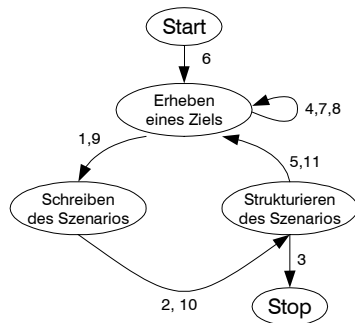 Start
6
Erheben
eines Ziels
4,7,8
1,9
5,11
Schreiben
des Szenarios
Strukturieren
des Szenarios
3
2, 10
Stop